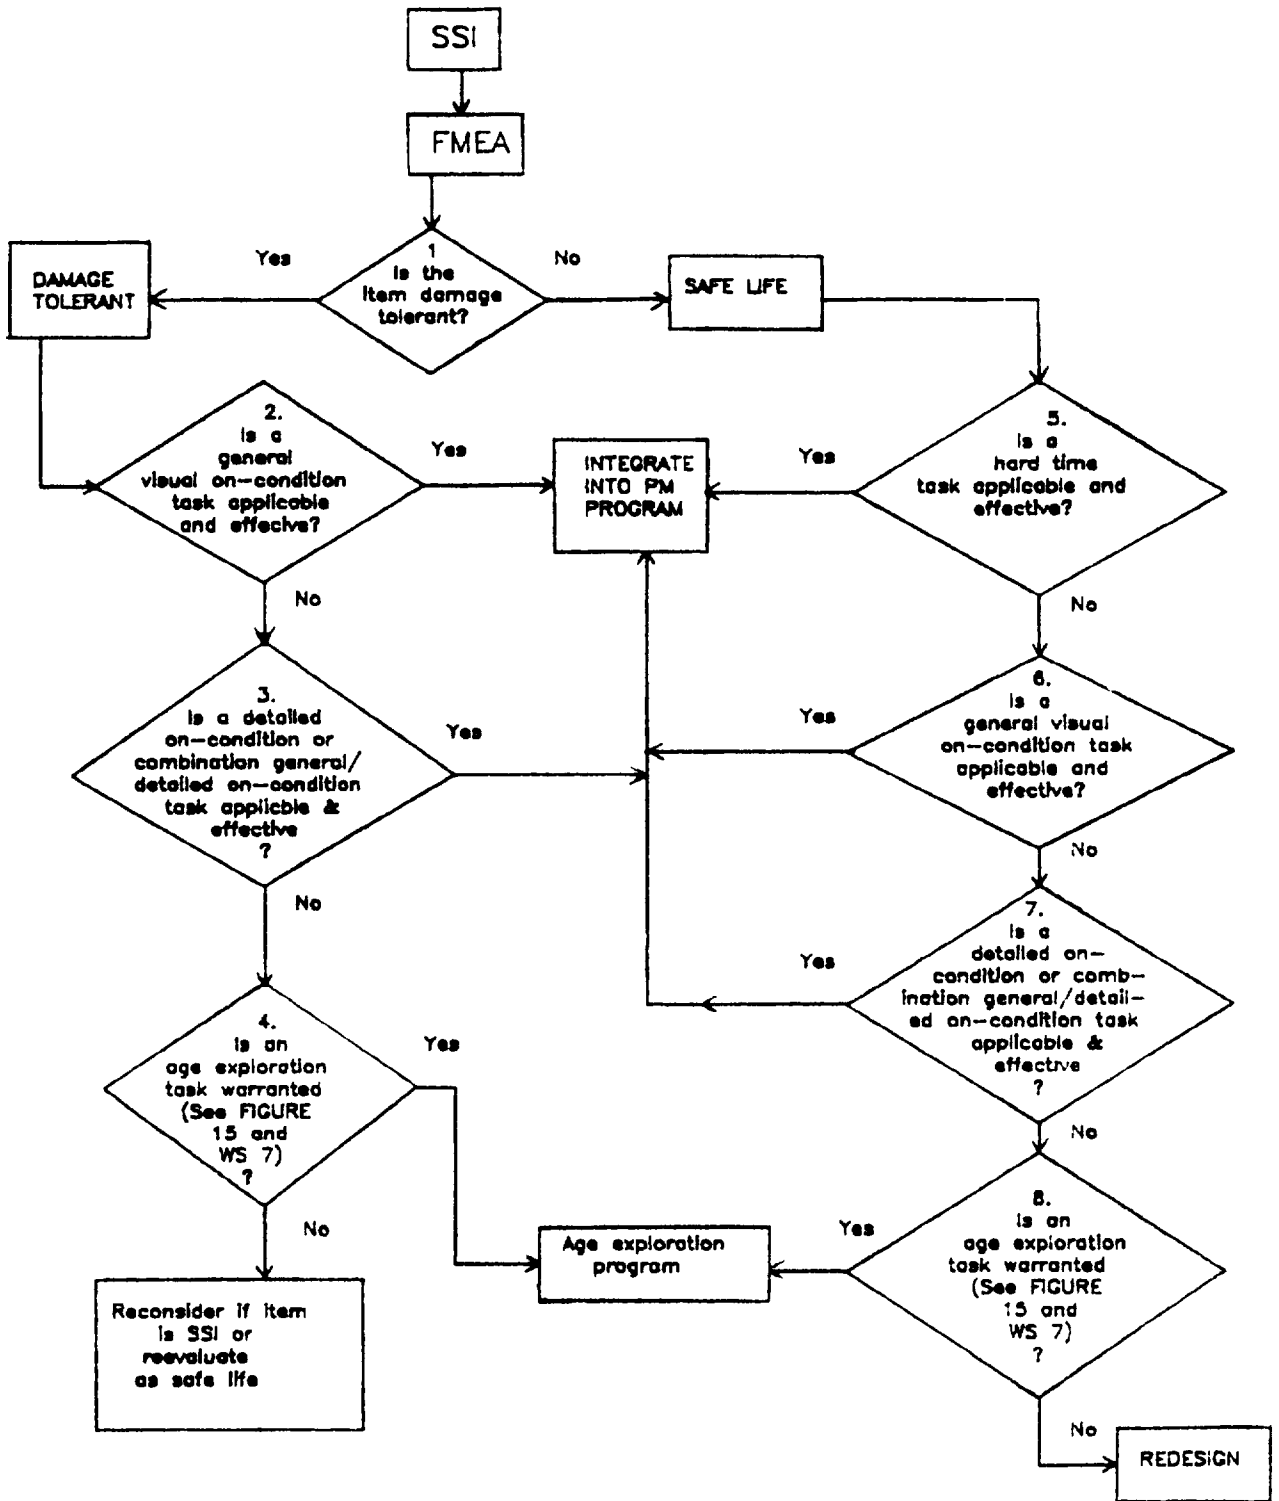 SSI
FMEA
Yes
1
Is the
item damage
tolerant?
No
DAMAGE
TOLERANT
SAFE LIFE
2.
Is a
general
visual on-condition
task applicable
and effecive?
Yes
INTEGRATE
INTO PM
PROGRAM
Yes
5.
Is a
hard time
task applicable and
effective?
No
No
3.
Is a detailed
on-condition or
combination general/
detailed on-condition
task applicble &
effective
?
Yes
Yes
6.
Is a
general visual
on-condition task
applicable and
effective?
No
No
Yes
7.
Is a
detailed on-
condition or comb-
ination general/detail-
ed on-condition task
applicable &
effective
?
4.
Is an
age exploration
task warranted
(See FIGURE
15 and
WS 7)
?
Yes
No
No
Age exploration
program
Yes
8.
Is an
age exploration
task warranted
(See FIGURE
15 and
WS 7)
?
Reconsider if item
is SSI or
reevaluate
as safe life
No
REDESIGN